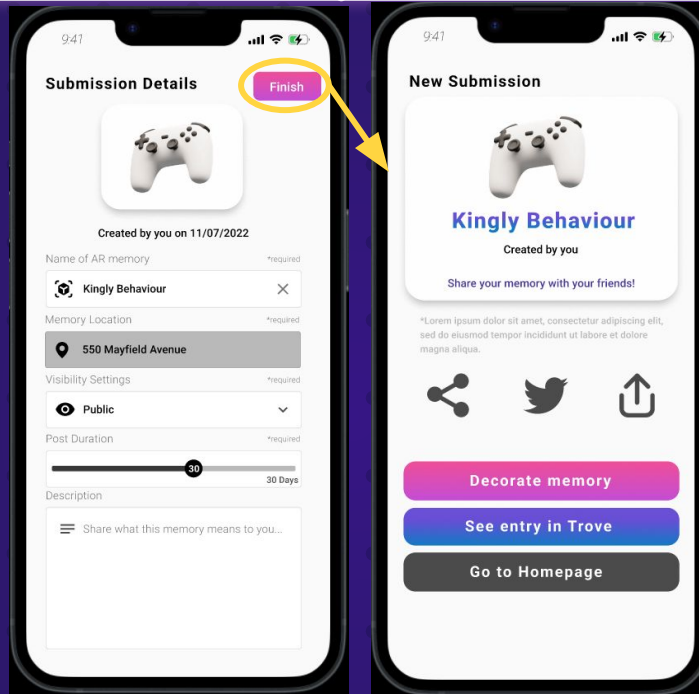 9:41
Submission Details
Finish
Created by you on 11/07/2022
Name of AR memory *required
Kingly Behaviour
Memory Location *required
550 Mayfield Avenue
Visibility Settings *required
Public
Post Duration *required
30
30 Days
Description
Share what this memory means to you...
9:41
New Submission
Kingly Behaviour
Created by you
Share your memory with your friends!
*Lorem ipsum dolor sit amet, consectetur adipiscing elit,
sed do eiusmod tempor incididunt ut labore et dolore
magna aliqua.
Decorate memory
See entry in Trove
Go to Homepage